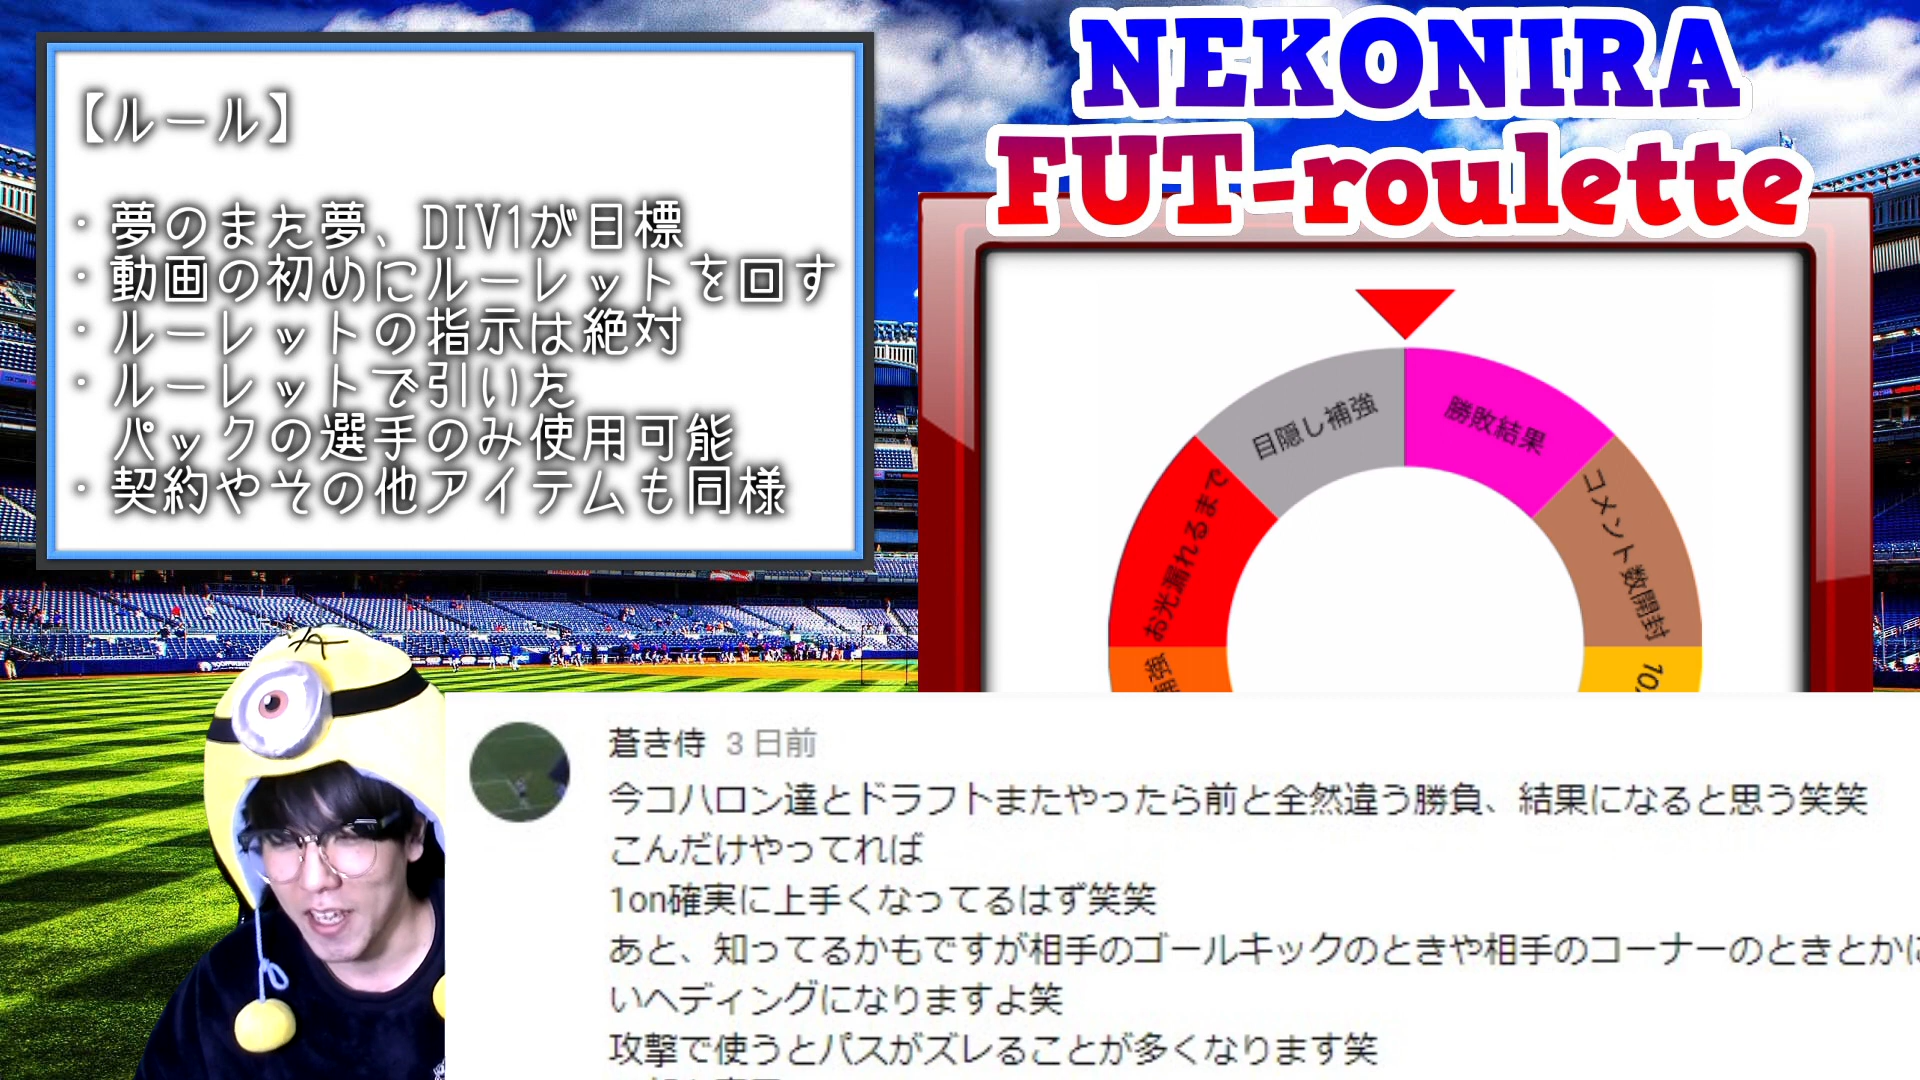 【ルール】
・夢のまた夢、DIV1が目標
・動画の初めにルーレットを回す
・ルーレットの指示は絶対
・ルーレットで引いた
パックの選手のみ使用可能
・契約やその他アイテムも同様
NEKONIRA
FUT-roulette
目隠し補強
勝敗結果
お光漏れるまで
コメント数開封
補強
10
蒼き侍 3 日前
今コハロン達とドラフトまたやったら前と全然違う勝負、結果になると思う笑笑
こんだけやってれば
1on確実に上手くなってるはず笑笑
あと、知ってるかもですが相手のゴールキックのときや相手のコーナーのときとかに
いヘディングになりますよ笑
攻撃で使うとパスがズレることが多くなります笑